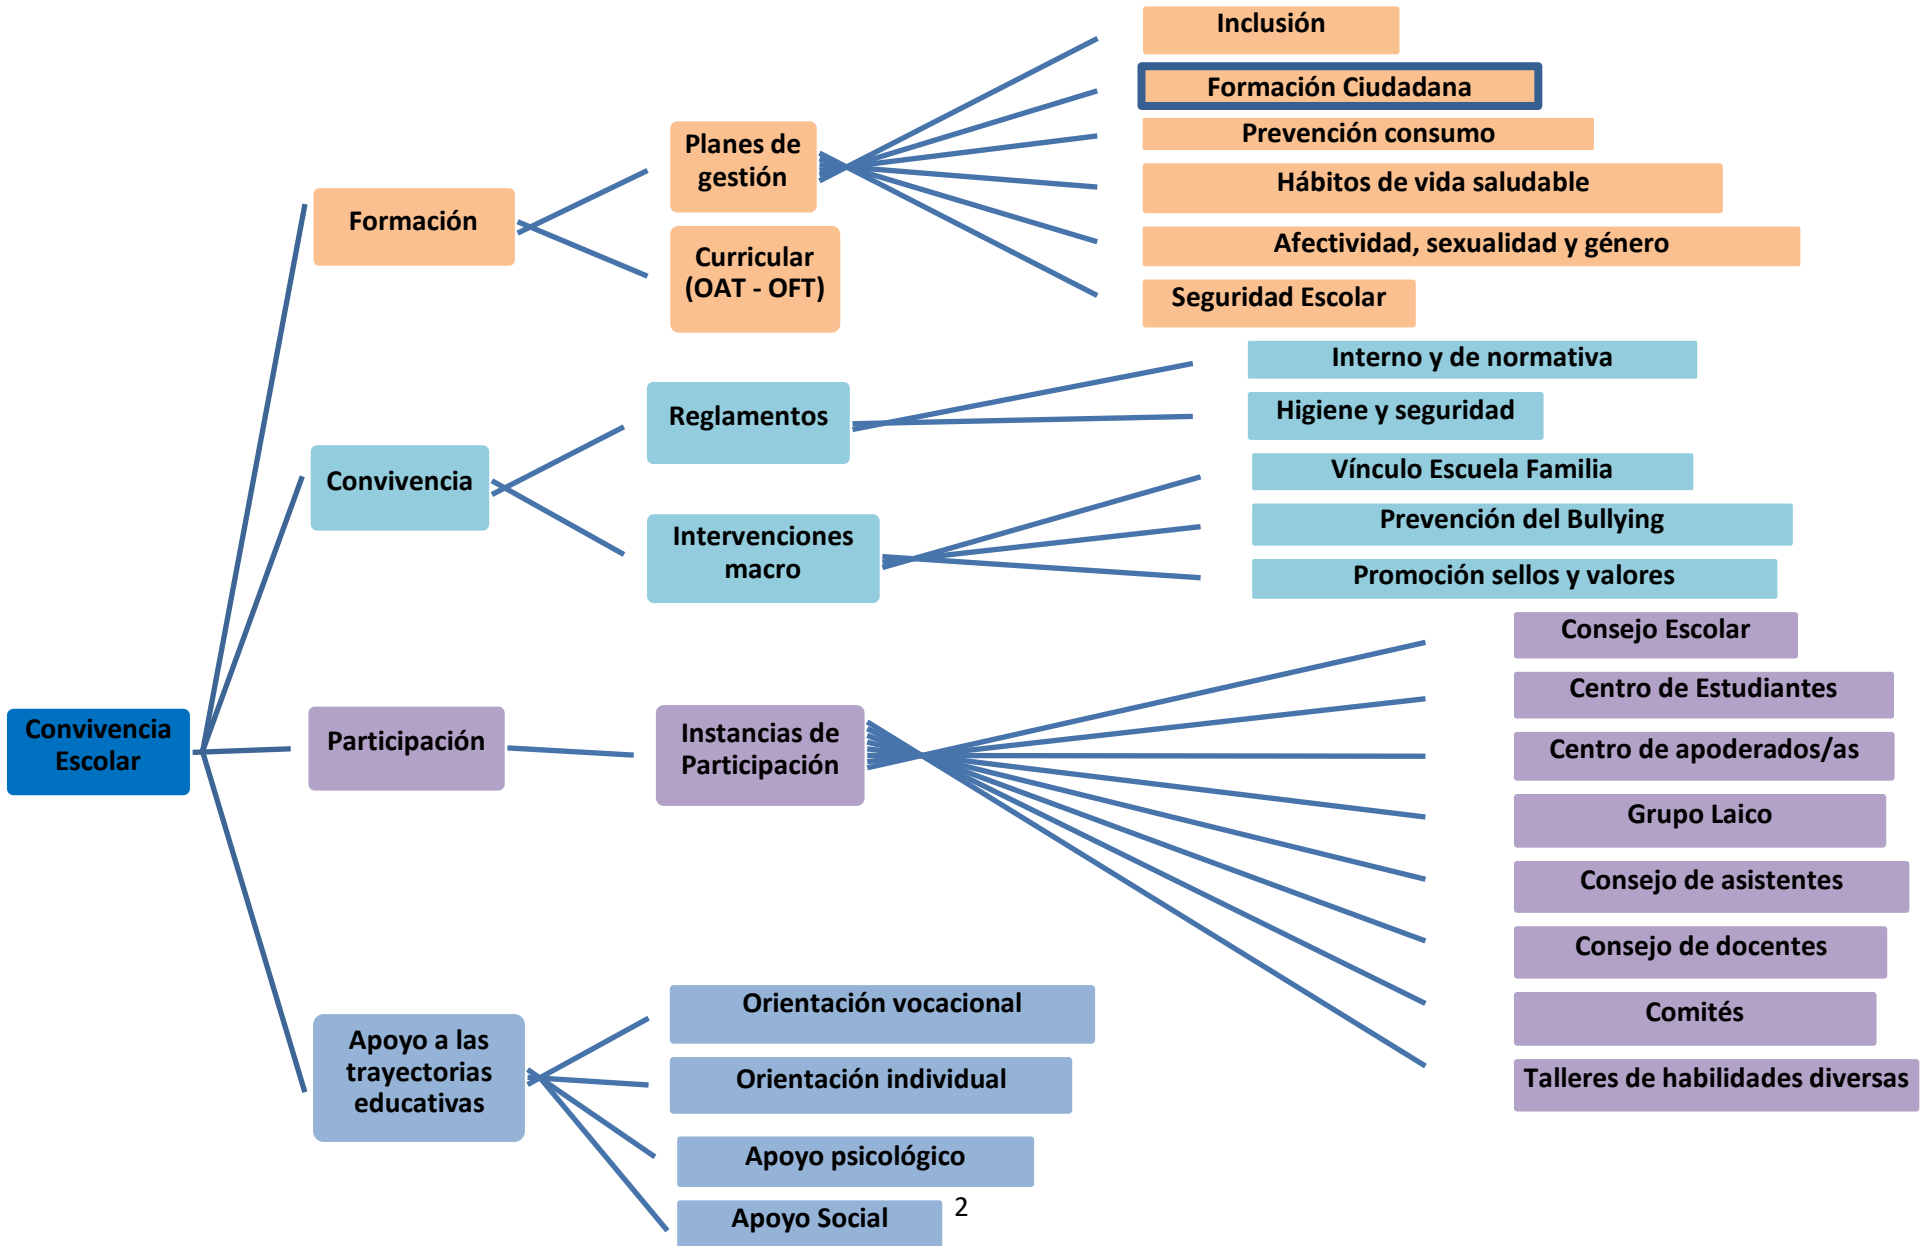 Inclusión
Formación Ciudadana
Prevención consumo
Hábitos de vida saludable
Afectividad, sexualidad y género
Seguridad Escolar
Planes de
gestión
Formación
Curricular
(OAT - OFT)
Interno y de normativa
Higiene y seguridad
Reglamentos
Convivencia
Vínculo Escuela Familia
Prevención del Bullying
Promoción sellos y valores
Intervenciones
macro
Consejo Escolar
Centro de Estudiantes
Centro de apoderados/as
Grupo Laico
Consejo de asistentes
Consejo de docentes
Comités
Talleres de habilidades diversas
Instancias de
Participación
Participación
Convivencia
Escolar
Apoyo a las
trayectorias
educativas
Orientación vocacional
Orientación individual
Apoyo psicológico
Apoyo Social
2